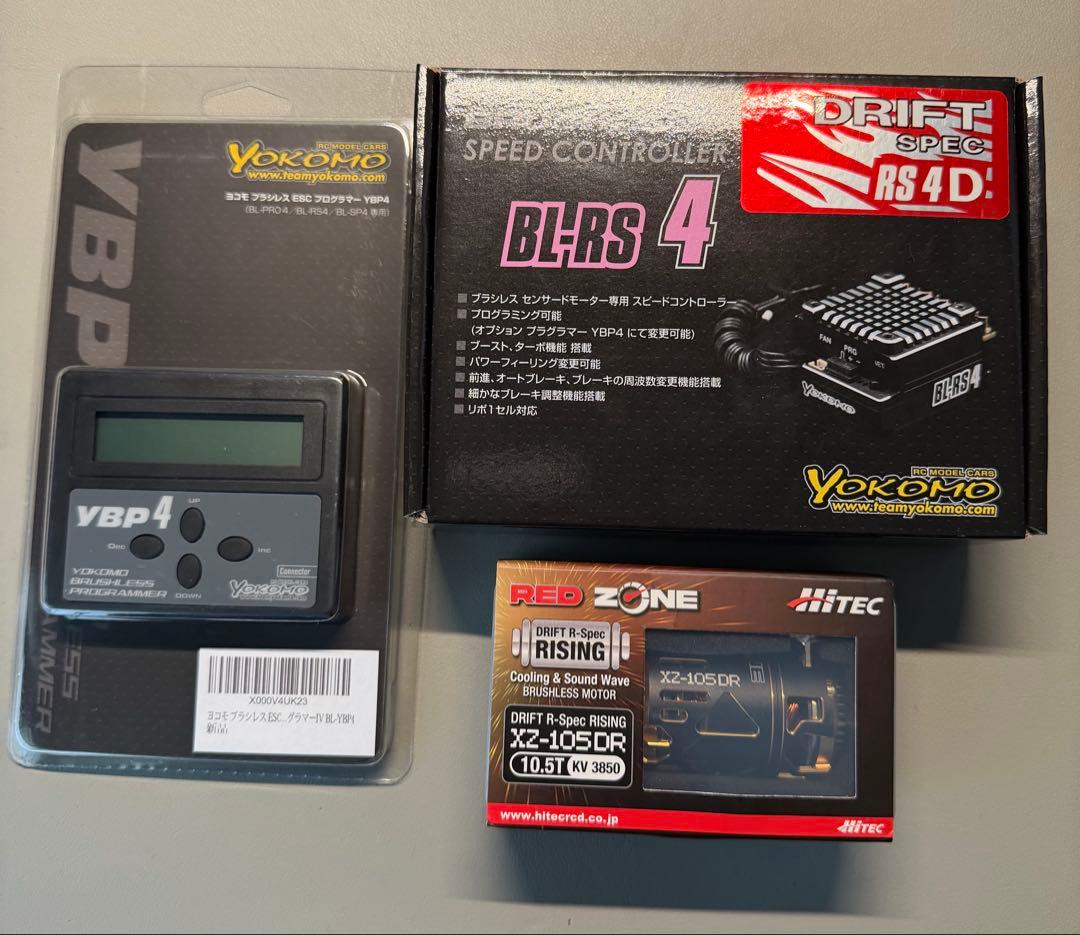 YBP
RC MODEL CARS
YOKOMO
www.teamyokomo.com
ヨコモ ブラシレス ESC プログラマー YBP4
(BL-PRO4/BL-RS4/BL-SP4 専用)
YBP4
UP
Dec
Inc
DOWN
Connector
YOKOMO
BRUSHLESS
PROGRAMMER
YOKOMO
X000V4UK23
ヨコモ ブラシレス ESC...グラマーIV BL-YBP4
新品
SPEED CONTROLLER
DRIFT
SPEC
RS4D
BL-RS 4
ブラシレス センサードモーター専用 スピードコントローラー
プログラミング可能
(オプション プラグラマー YBP4 にて変更可能)
ブースト、ターボ機能 搭載
パワーフィーリング変更可能
前進、オートブレーキ、ブレーキの周波数変更機能搭載
細かなブレーキ調整機能搭載
リポ1セル対応
FAN
PRG
YOKOMO
BL-RS4
RC MODEL CARS
YOKOMO
www.teamyokomo.com
RED ZONE
HiTEC
DRIFT R-Spec
RISING
Cooling & Sound Wave
BRUSHLESS MOTOR
DRIFT R-Spec RISING
XZ-105DR
10.5T KV 3850
XZ-105DR
www.hitecrcd.co.jp
HiTEC